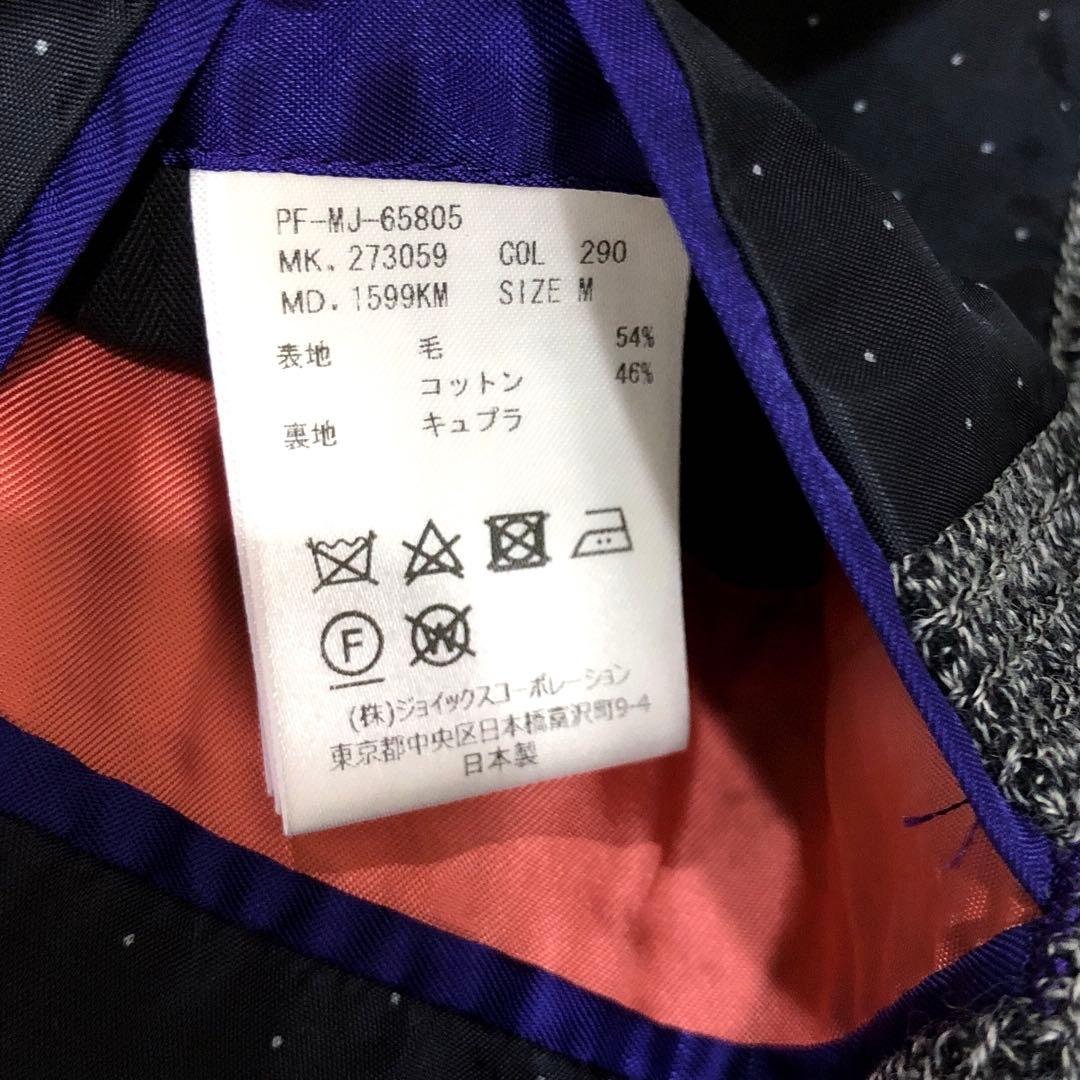 PF-MJ-65805
MK. 273059 COL 290
MD. 1599KM SIZE M
表地 毛 54%
コットン 46%
裏地 キュプラ
F
W
(株)ジョイックスコーポレーション
東京都中央区日本橋富沢町9-4
日本製